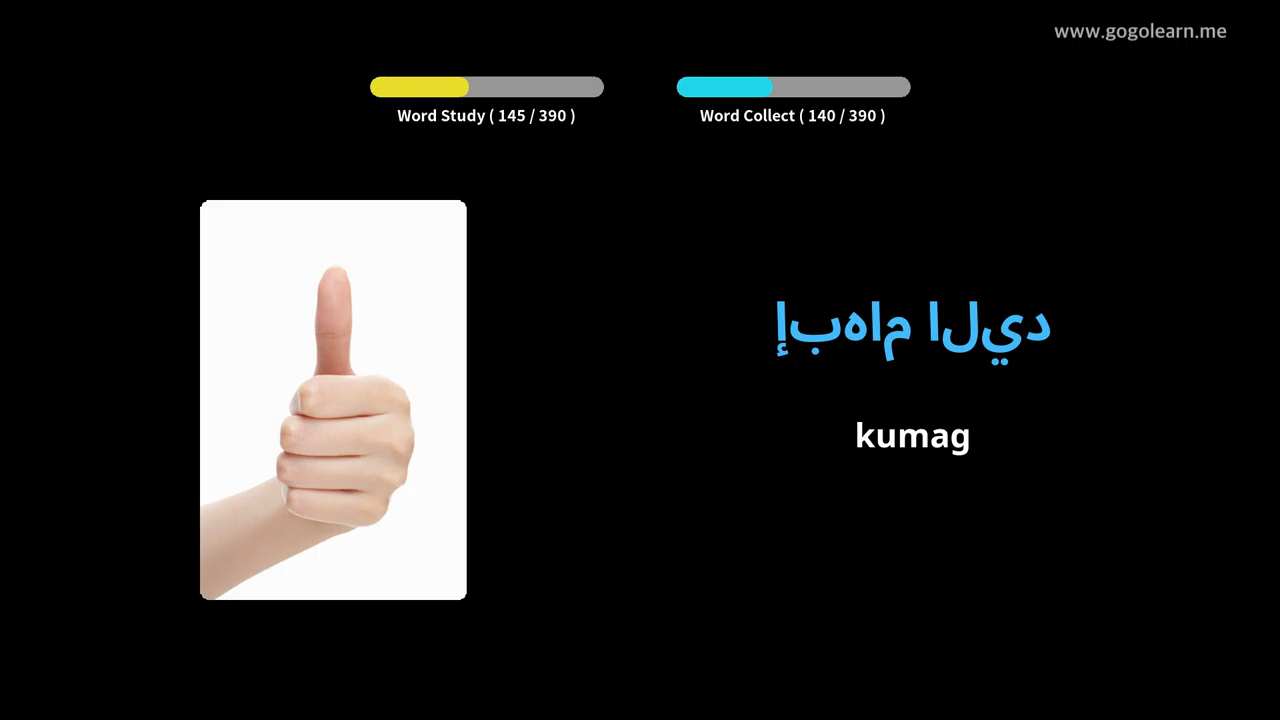 www.gogolearn.me
Word Study ( 145 / 390 )
Word Collect ( 140 / 390 )
إبهام اليد
kumag